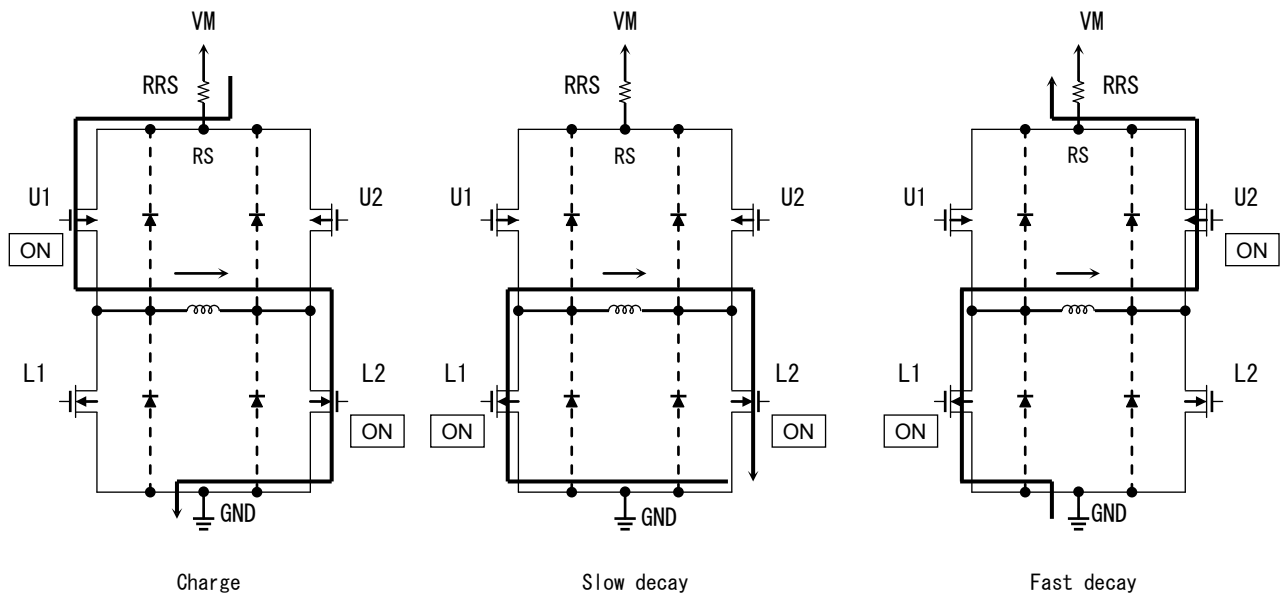 VM
RRS
RS
U1
U2
ON
L1
L2
ON
GND
Charge
VM
RRS
RS
U1
U2
L1
L2
ON
ON
GND
Slow decay
VM
RRS
RS
U1
U2
ON
L1
L2
ON
GND
Fast decay